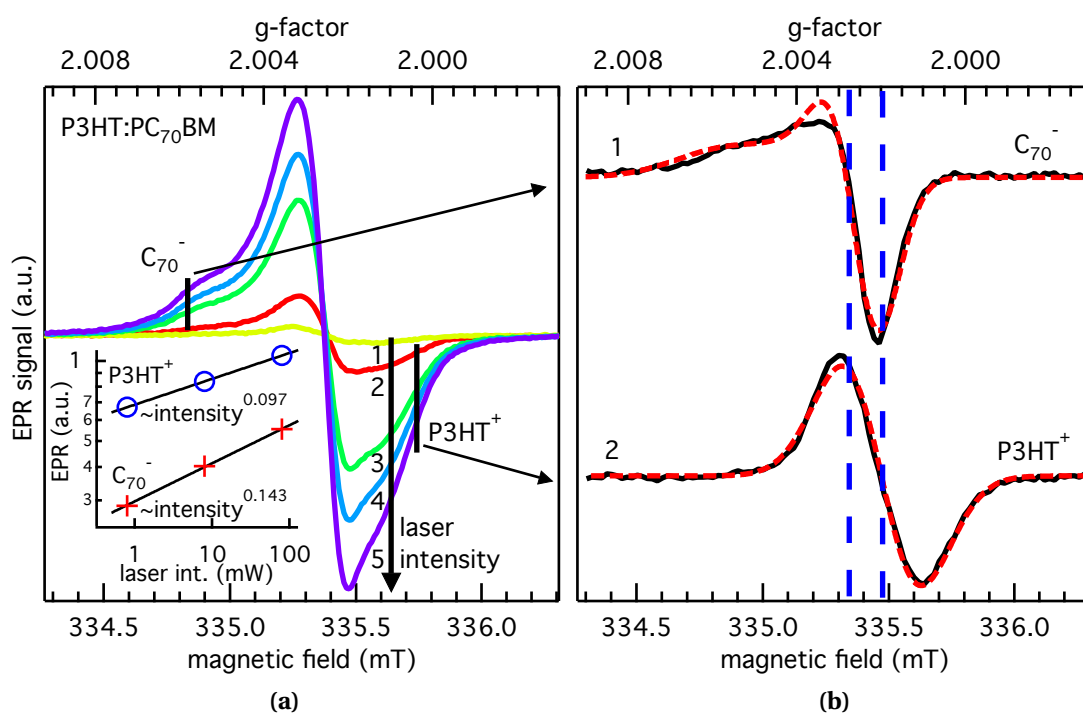 g-factor
2.008 2.004 2.000
P3HT:PC₇₀BM
C₇₀⁻
EPR signal (a.u.)
1
2
3
4
5
P3HT⁺
laser
intensity
EPR (a.u.)
1
8
7
6
5
4
3
P3HT⁺
~intensity⁰·⁰⁹⁷
C₇₀⁻
~intensity⁰·¹⁴³
1 10 100
laser int. (mW)
334.5 335.0 335.5 336.0
magnetic field (mT)
(a)
g-factor
2.008 2.004 2.000
1
C₇₀⁻
2
P3HT⁺
334.5 335.0 335.5 336.0
magnetic field (mT)
(b)